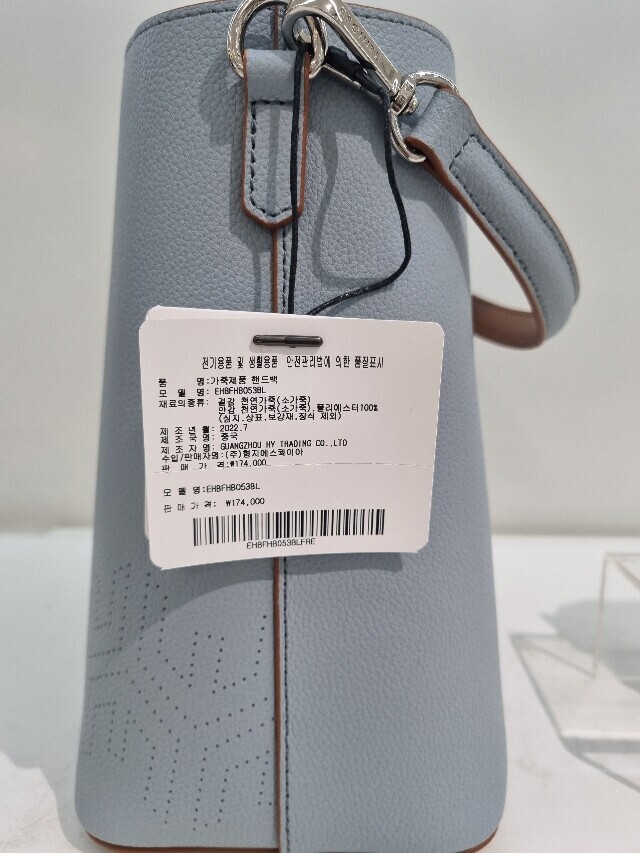 전기용품 및 생활용품 안전관리법에 의한 품질표시
품 명:가죽제품 핸드백
모 델 명: EHBFHB053BL
재료의종류: 겉감 천연가죽(소가죽)
안감 천연가죽(소가죽),폴리에스터100%
(심지,상표,보강재,장식 제외)
제 조 년 월: 2022.7
제 조 국 명: 중국
제 조 자 명: GUANGZHOU HY TRADING CO.,LTD
수입/판매자명:(주)형지에스콰이아
판 매 가 격:₩174,000
모 델 명:EHBFHB053BL
판 매 가 격: ₩174,000
EHBFHB053BLFRE